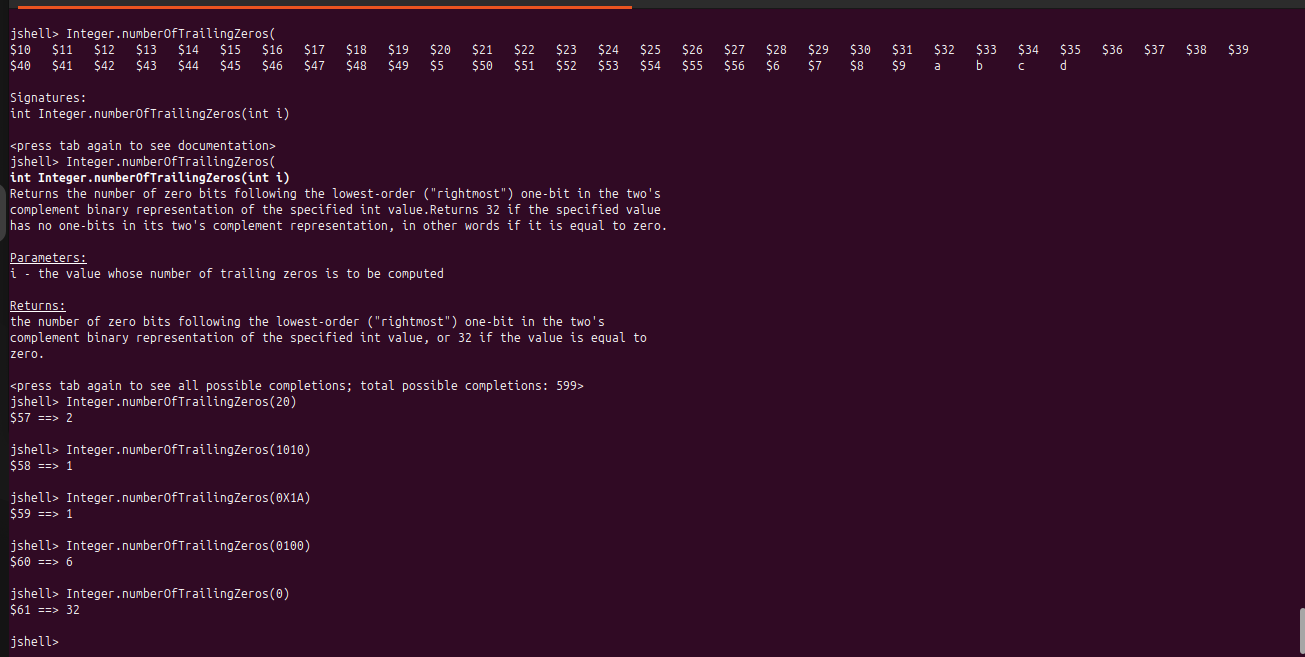 jshell> Integer.numberOfTrailingZeros(
$10 $11 $12 $13 $14 $15 $16 $17 $18 $19 $20 $21 $22 $23 $24 $25 $26 $27 $28 $29 $30 $31 $32 $33 $34 $35 $36 $37 $38 $39
$40 $41 $42 $43 $44 $45 $46 $47 $48 $49 $5 $50 $51 $52 $53 $54 $55 $56 $6 $7 $8 $9 a b c d
Signatures:
int Integer.numberOfTrailingZeros(int i)
<press tab again to see documentation>
jshell> Integer.numberOfTrailingZeros(
int Integer.numberOfTrailingZeros(int i)
Returns the number of zero bits following the lowest-order ("rightmost") one-bit in the two's
complement binary representation of the specified int value.Returns 32 if the specified value
has no one-bits in its two's complement representation, in other words if it is equal to zero.
Parameters:
i - the value whose number of trailing zeros is to be computed
Returns:
the number of zero bits following the lowest-order ("rightmost") one-bit in the two's
complement binary representation of the specified int value, or 32 if the value is equal to
zero.
<press tab again to see all possible completions; total possible completions: 599>
jshell> Integer.numberOfTrailingZeros(20)
$57 ==> 2
jshell> Integer.numberOfTrailingZeros(1010)
$58 ==> 1
jshell> Integer.numberOfTrailingZeros(0X1A)
$59 ==> 1
jshell> Integer.numberOfTrailingZeros(0100)
$60 ==> 6
jshell> Integer.numberOfTrailingZeros(0)
$61 ==> 32
jshell>